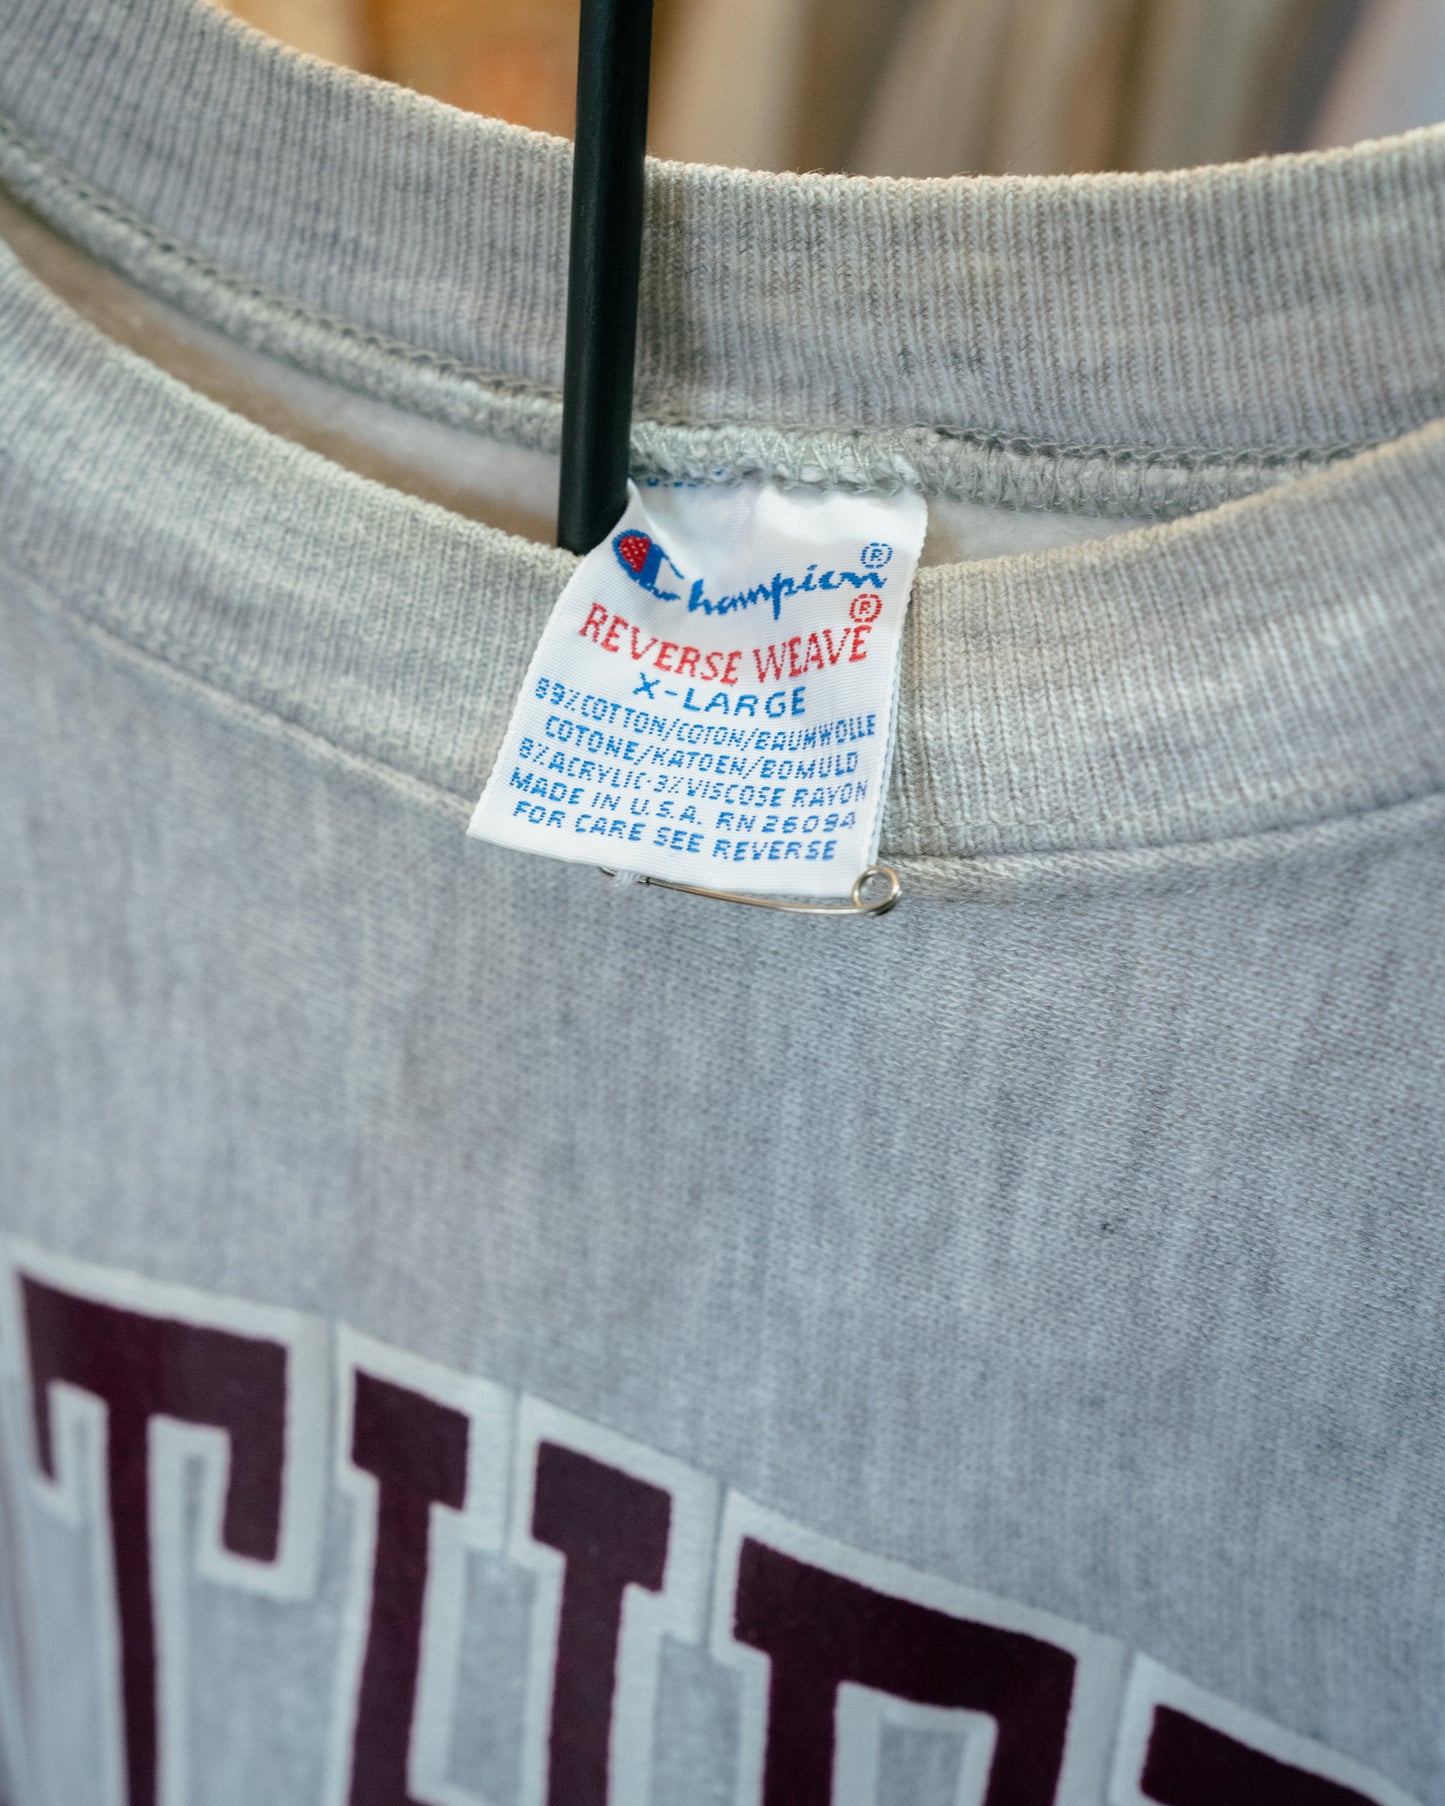 Champion®
REVERSE WEAVE®
X-LARGE
89% COTTON/COTON/BAUMWOLLE
COTONE/KATOEN/BOMULD
8% ACRYLIC·3% VISCOSE RAYON
MADE IN U.S.A. RN 26094
FOR CARE SEE REVERSE